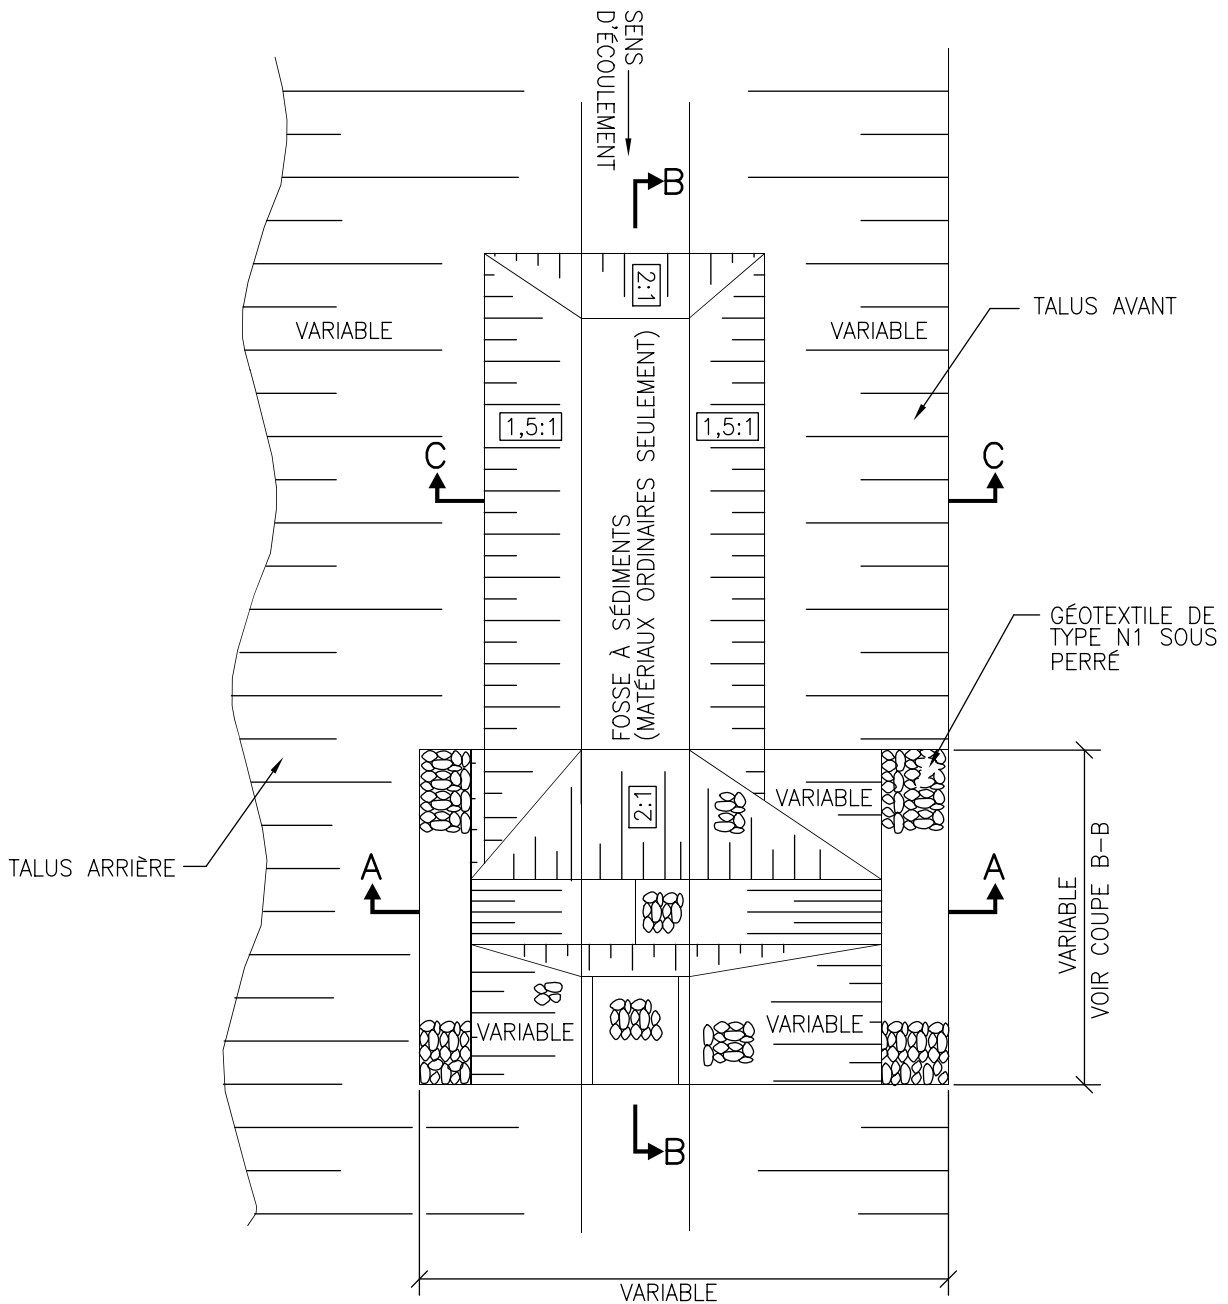 SENS
D'ÉCOULEMENT
B
2:1
TALUS AVANT
VARIABLE
VARIABLE
1,5:1
1,5:1
C
C
FOSSE À SÉDIMENTS
(MATÉRIAUX ORDINAIRES SEULEMENT)
GÉOTEXTILE DE
TYPE N1 SOUS
PERRÉ
2:1
VARIABLE
TALUS ARRIÈRE
A
A
VARIABLE
VOIR COUPE B-B
VARIABLE
VARIABLE
B
VARIABLE